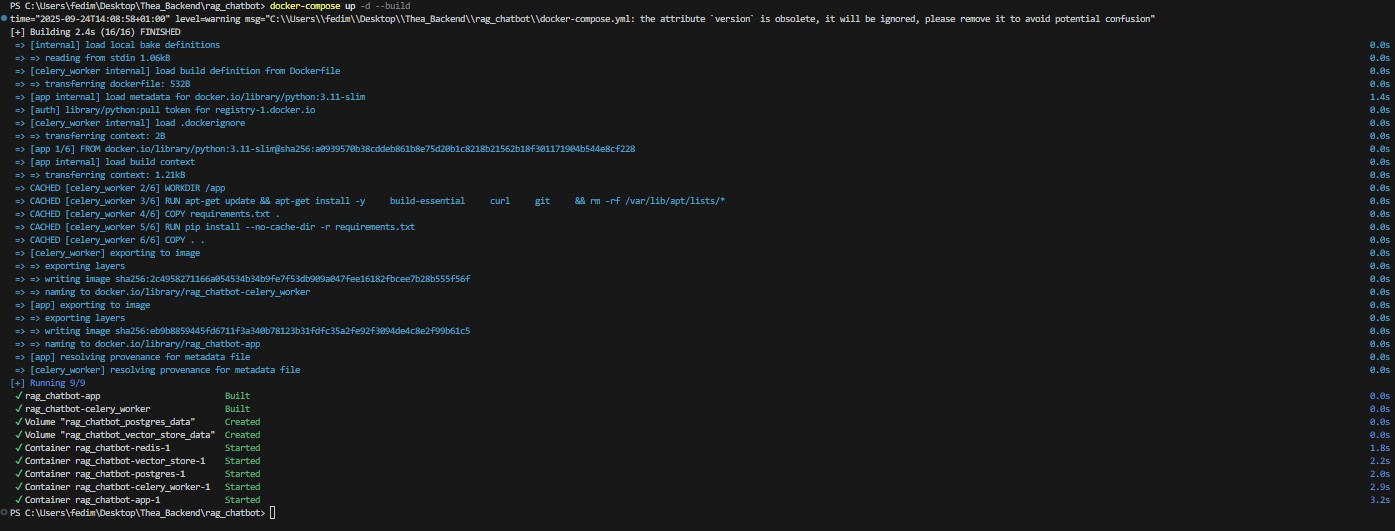 PS C:\Users\fedim\Desktop\Thea_Backend\rag_chatbot> docker-compose up -d --build
time="2025-09-24T14:08:58+01:00" level=warning msg="C:\\Users\\fedim\\Desktop\\Thea_Backend\\rag_chatbot\\docker-compose.yml: the attribute `version` is obsolete, it will be ignored, please remove it to avoid potential confusion"
[+] Building 2.4s (16/16) FINISHED
=> [internal] load local bake definitions 0.0s
=> => reading from stdin 1.06kB 0.0s
=> [celery_worker internal] load build definition from Dockerfile 0.0s
=> => transferring dockerfile: 532B 0.0s
=> [app internal] load metadata for docker.io/library/python:3.11-slim 1.4s
=> [auth] library/python:pull token for registry-1.docker.io 0.0s
=> [celery_worker internal] load .dockerignore 0.0s
=> => transferring context: 2B 0.0s
=> [app 1/6] FROM docker.io/library/python:3.11-slim@sha256:a0939570b38cddeb861b8e75d20b1c8218b21562b18f301171904b544e8cf228 0.0s
=> [app internal] load build context 0.0s
=> => transferring context: 1.21kB 0.0s
=> CACHED [celery_worker 2/6] WORKDIR /app 0.0s
=> CACHED [celery_worker 3/6] RUN apt-get update && apt-get install -y     build-essential     curl     git     && rm -rf /var/lib/apt/lists/* 0.0s
=> CACHED [celery_worker 4/6] COPY requirements.txt . 0.0s
=> CACHED [celery_worker 5/6] RUN pip install --no-cache-dir -r requirements.txt 0.0s
=> CACHED [celery_worker 6/6] COPY . . 0.0s
=> [celery_worker] exporting to image 0.0s
=> => exporting layers 0.0s
=> => writing image sha256:2c4958271166a054534b34b9fe7f53db909a047fee16182fbcee7b28b555f56f 0.0s
=> => naming to docker.io/library/rag_chatbot-celery_worker 0.0s
=> [app] exporting to image 0.0s
=> => exporting layers 0.0s
=> => writing image sha256:eb9b8859445fd6711f3a340b78123b31fdfc35a2fe92f3094de4c8e2f99b61c5 0.0s
=> => naming to docker.io/library/rag_chatbot-app 0.0s
=> [app] resolving provenance for metadata file 0.0s
=> [celery_worker] resolving provenance for metadata file 0.0s
[+] Running 9/9
✓ rag_chatbot-app Built 0.0s
✓ rag_chatbot-celery_worker Built 0.0s
✓ Volume "rag_chatbot_postgres_data" Created 0.0s
✓ Volume "rag_chatbot_vector_store_data" Created 0.0s
✓ Container rag_chatbot-redis-1 Started 1.8s
✓ Container rag_chatbot-vector_store-1 Started 2.2s
✓ Container rag_chatbot-postgres-1 Started 2.0s
✓ Container rag_chatbot-celery_worker-1 Started 2.9s
✓ Container rag_chatbot-app-1 Started 3.2s
PS C:\Users\fedim\Desktop\Thea_Backend\rag_chatbot>